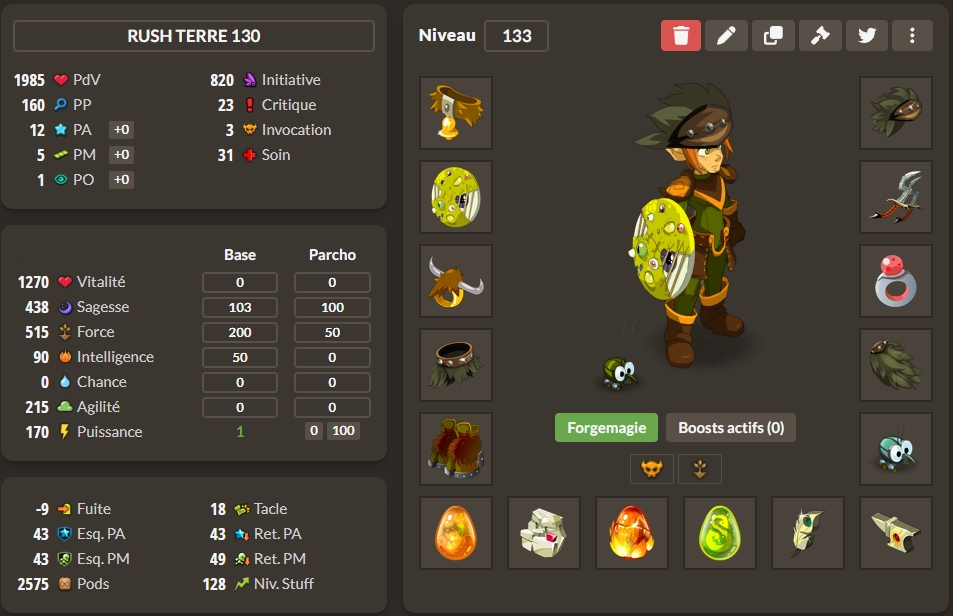 RUSH TERRE 130
1985 PdV 820 Initiative
160 PP 23 Critique
12 PA +0 3 Invocation
5 PM +0 31 Soin
1 PO +0
Base Parcho
1270 Vitalité 0 0
438 Sagesse 103 100
515 Force 200 50
90 Intelligence 50 0
0 Chance 0 0
215 Agilité 0 0
170 Puissance 1 0 100
-9 Fuite 18 Tacle
43 Esq. PA 43 Ret. PA
43 Esq. PM 49 Ret. PM
2575 Pods 128 Niv. Stuff
Niveau 133
Forgemagie Boosts actifs (0)